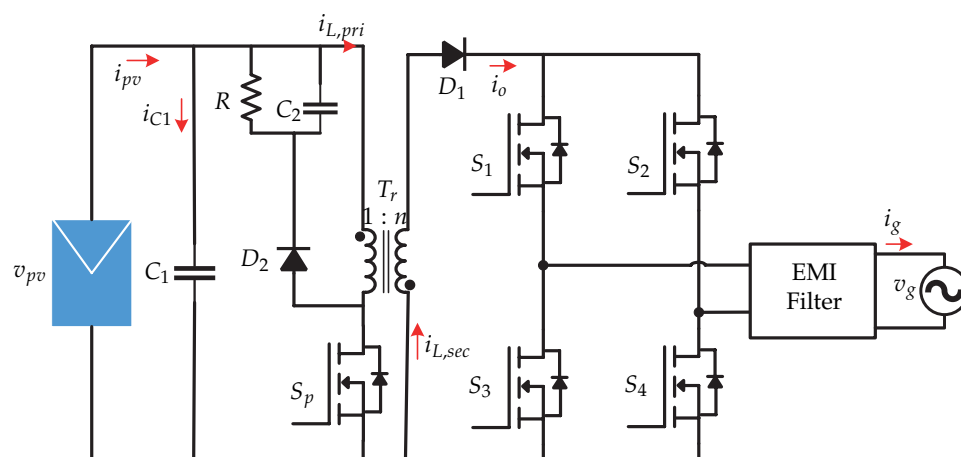 i_{L,pri}
i_{pv}
R
C_2
D_1
i_o
i_{C1}
S_1
S_2
T_r
1 : n
i_g
v_{pv}
C_1
D_2
EMI
Filter
v_g
i_{L,sec}
S_p
S_3
S_4